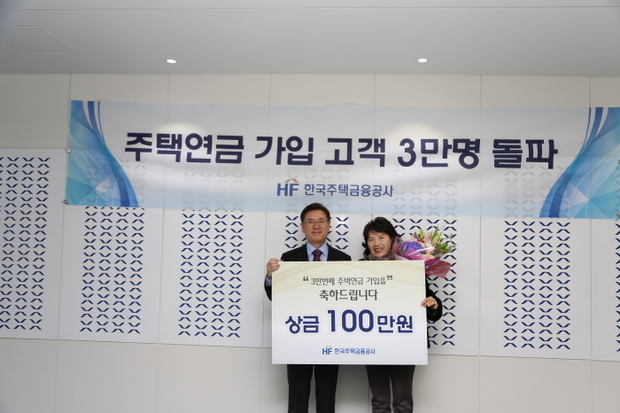 주택연금 가입 고객 3만명 돌파
HF 한국주택금융공사
“3만번째 주택연금 가입을”
축하드립니다
상금 100만원
HF 한국주택금융공사